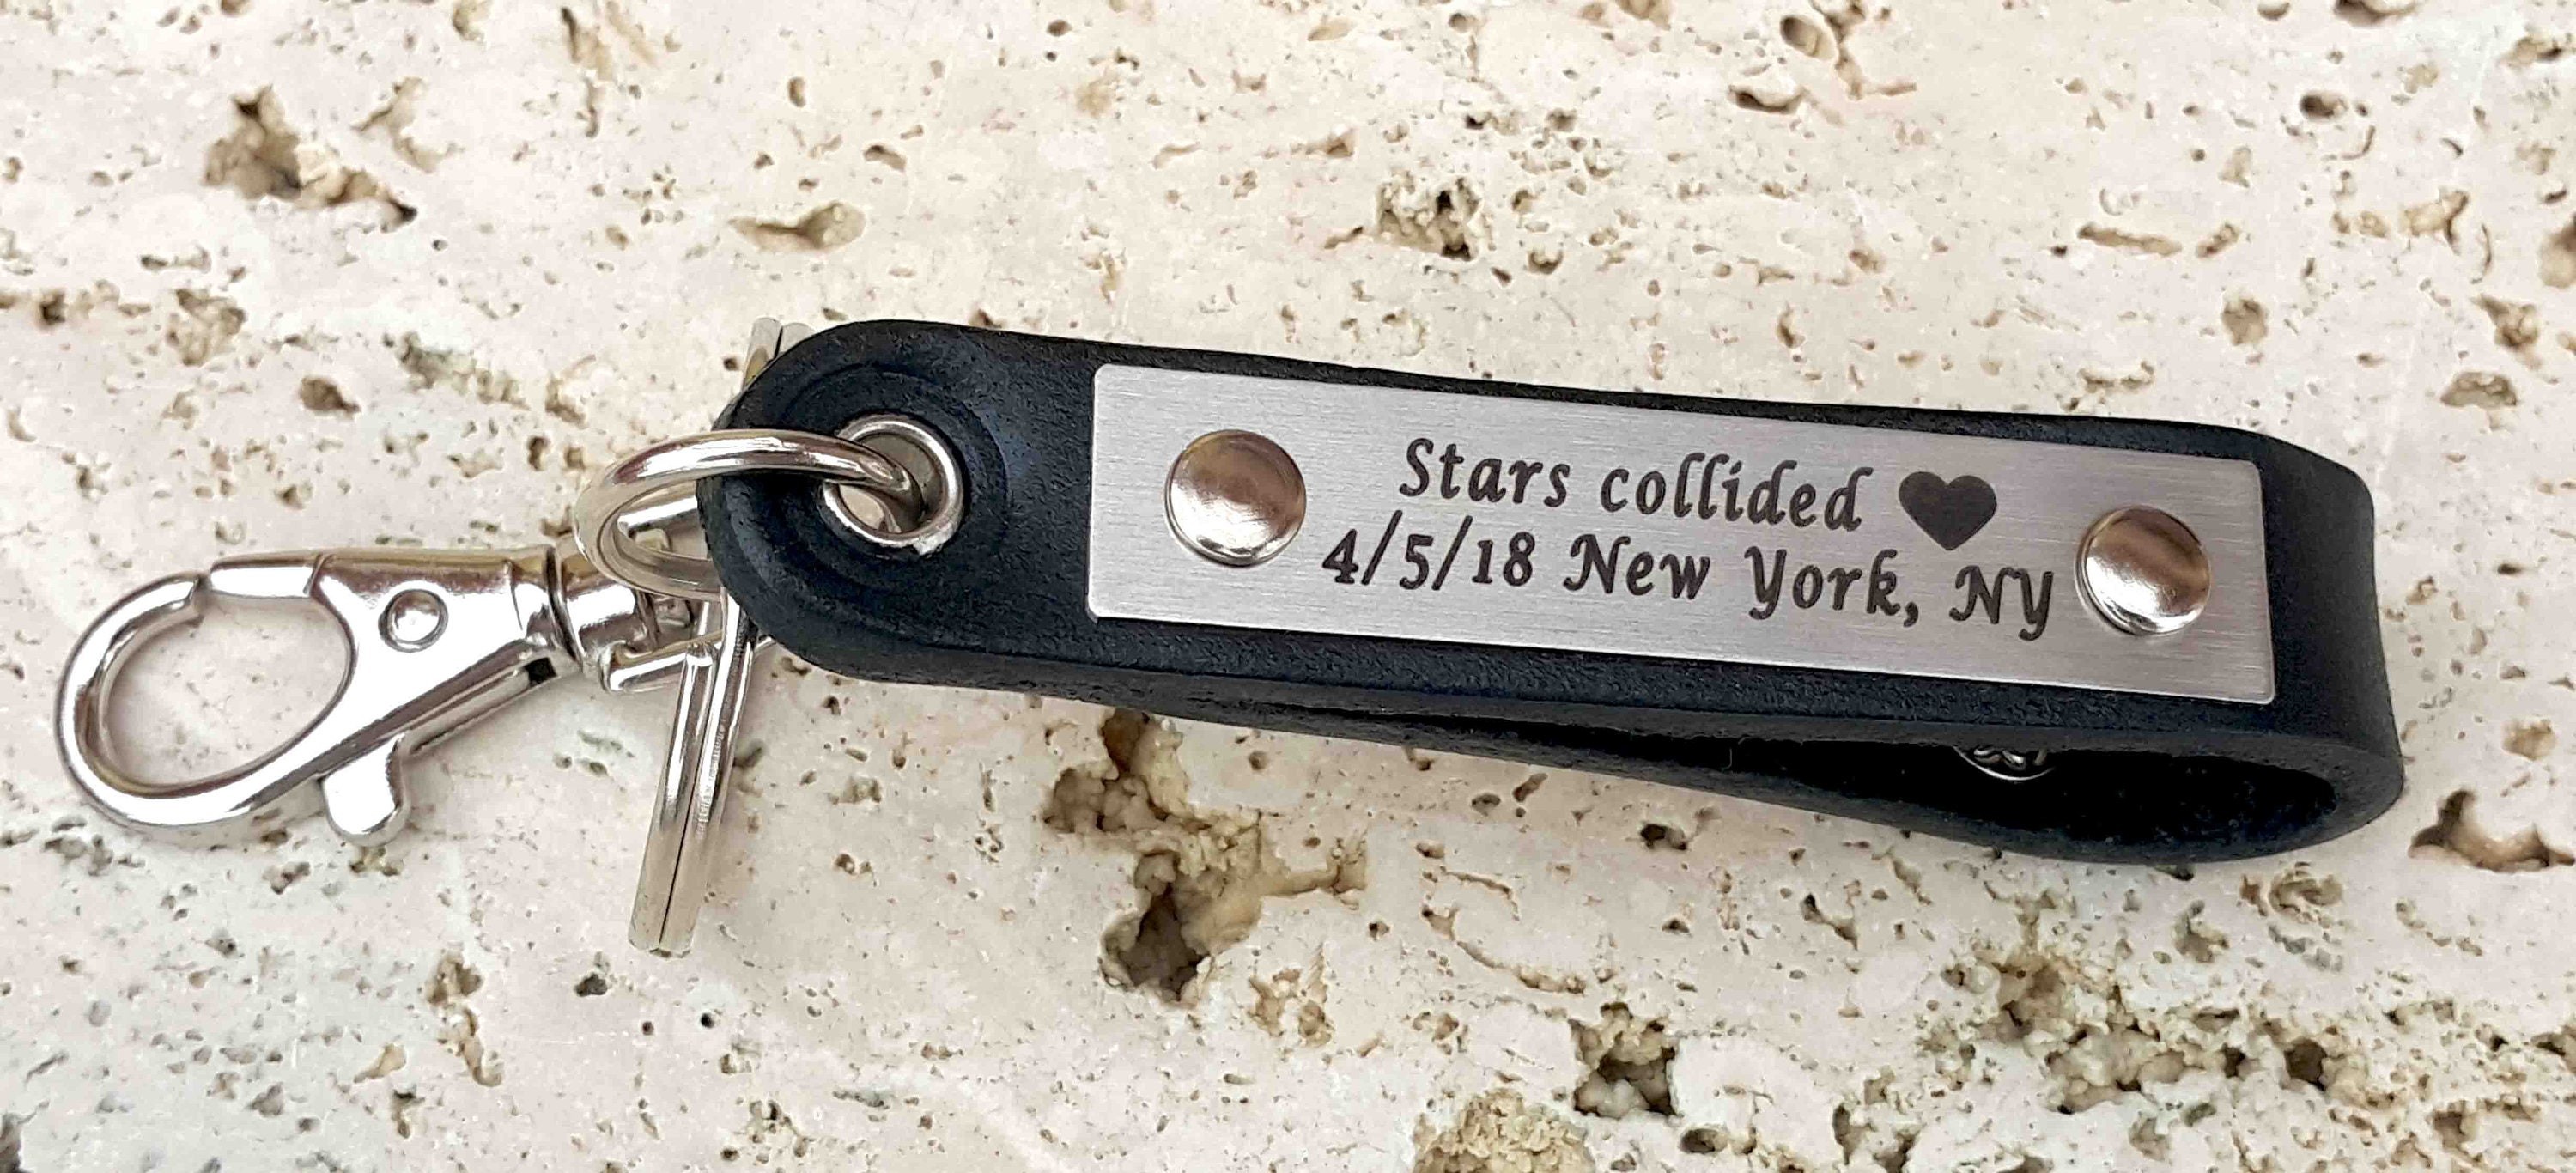 Stars collided ♥
4/5/18 New York, NY